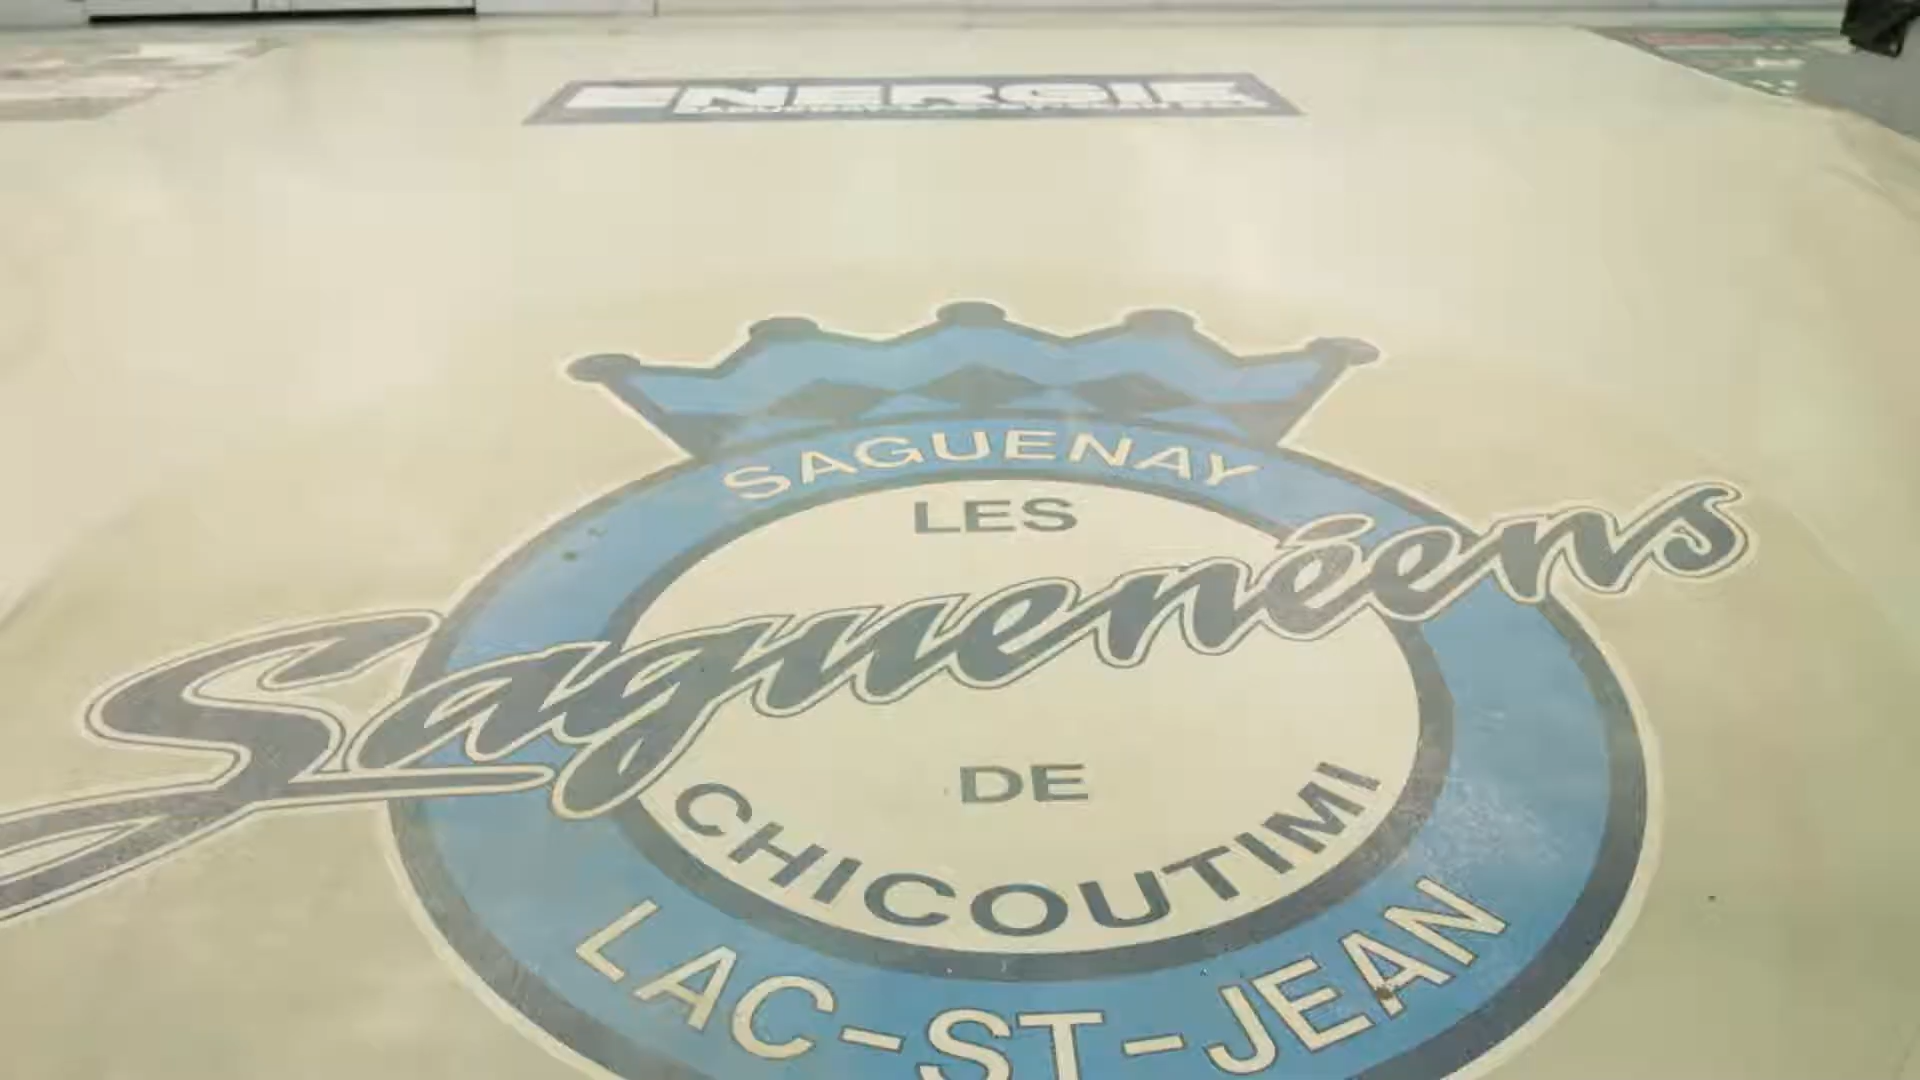 ENERGIE
SAGUENAY
LES
Saguenéens
DE
CHICOUTIMI
LAC-ST-JEAN